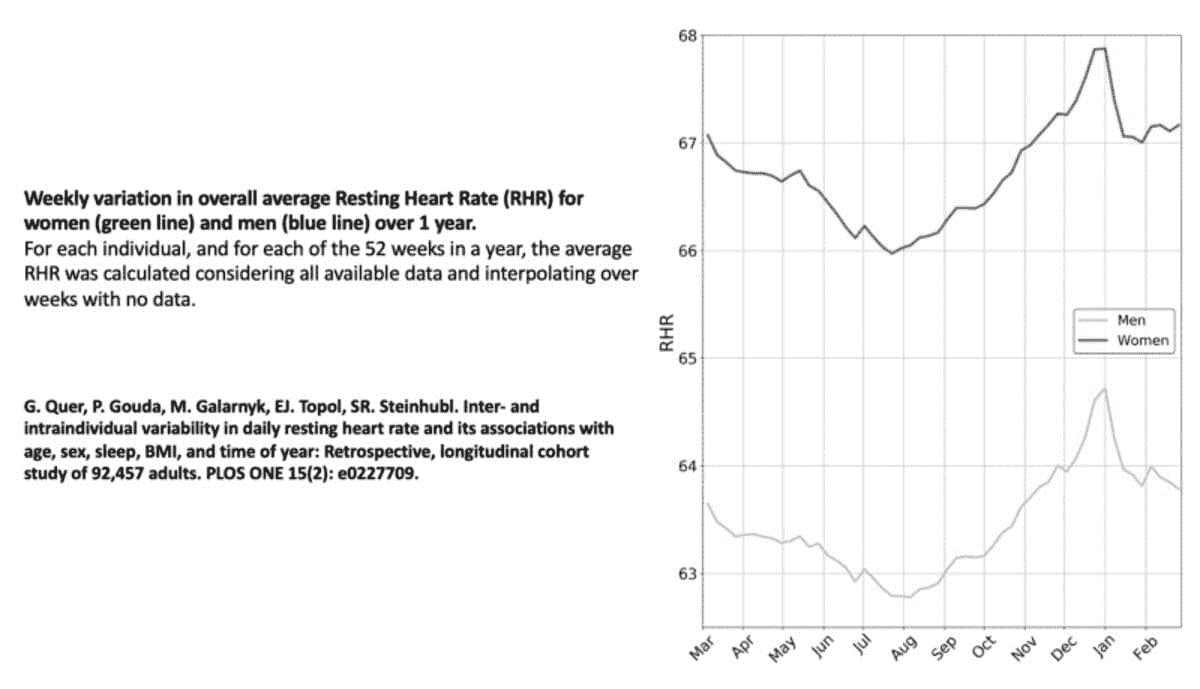 Weekly variation in overall average Resting Heart Rate (RHR) for
women (green line) and men (blue line) over 1 year.
For each individual, and for each of the 52 weeks in a year, the average
RHR was calculated considering all available data and interpolating over
weeks with no data.
G. Quer, P. Gouda, M. Galarnyk, EJ. Topol, SR. Steinhubl. Inter- and
intraindividual variability in daily resting heart rate and its associations with
age, sex, sleep, BMI, and time of year: Retrospective, longitudinal cohort
study of 92,457 adults. PLOS ONE 15(2): e0227709.
RHR
68
67
66
65
64
63
Men
Women
Mar Apr May Jun Jul Aug Sep Oct Nov Dec Jan Feb